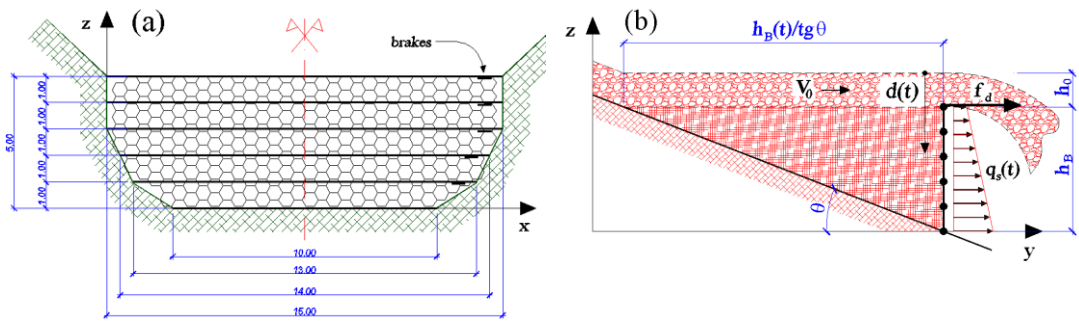 z
(a)
brakes
5.00
1.00
1.00
1.00
1.00
1.00
x
10.00
13.00
14.00
15.00
z
(b)
h_B(t)/tgθ
V_0
d(t)
f_d
h_0
q_s(t)
h_B
θ
y